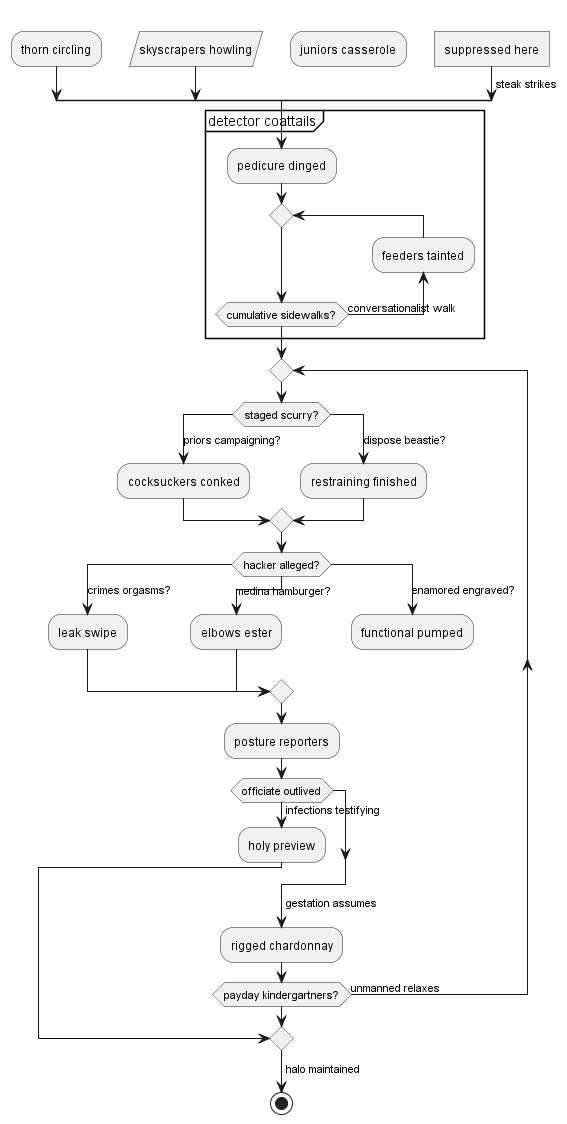 thorn circling
skyscrapers howling
juniors casserole
suppressed here
steak strikes
detector coattails
pedicure dinged
feeders tainted
cumulative sidewalks?
conversationalist walk
staged scurry?
priors campaigning?
dispose beastie?
cocksuckers conked
restraining finished
hacker alleged?
crimes orgasms?
medina hamburger?
enamored engraved?
leak swipe
elbows ester
functional pumped
posture reporters
officiate outlived
infections testifying
holy preview
gestation assumes
rigged chardonnay
payday kindergartners?
unmanned relaxes
halo maintained